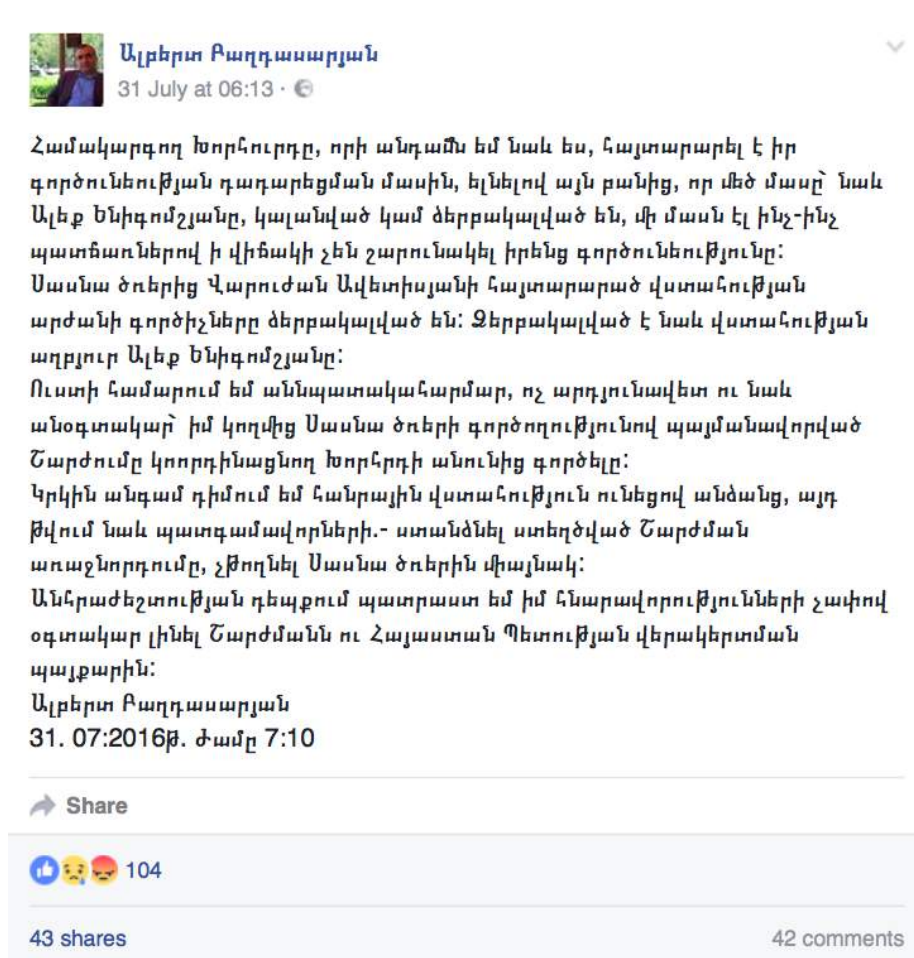 Ալբերտ Բաղդասարյան
31 July at 06:13 ·
Համակարգող Խորհուրդը, որի անդամն եմ նաև ես, հայտարարել է իր
գործունեության դադարեցման մասին, ելնելով այն բանից, որ մեծ մասը՝ նաև
Ալեք Ենիգոմշյանը, կալանված կամ ձերբակալված են, մի մասն էլ ինչ-ինչ
պատճառներով ի վիճակի չեն շարունակել իրենց գործունեությունը:
Սասնա ծռերից Վարուժան Ավետիսյանի հայտարարած վստահության
արժանի գործիչները ձերբակալված են: Ձերբակալված է նաև վստահության
աղբյուր Ալեք Ենիգոմշյանը:
Ուստի համարում եմ աննպատակահարմար, ոչ արդյունավետ ու նաև
անօգտակար՝ իմ կողմից Սասնա ծռերի գործողությունով պայմանավորված
Շարժումը կոորդինացնող Խորհրդի անունից գործելը:
Կրկին անգամ դիմում եմ հանրային վստահություն ունեցով անձանց, այդ
թվում նաև պատգամավորների.- ստանձնել ստեղծված Շարժման
առաջնորդումը, չթողնել Սասնա ծռերին միայնակ:
Անհրաժեշտության դեպքում պատրաստ եմ իմ հնարավորությունների չափով
օգտակար լինել Շարժմանն ու Հայաստան Պետության վերակերտման
պայքարին:
Ալբերտ Բաղդասարյան
31. 07:2016թ. ժամը 7:10
Share
104
43 shares
42 comments